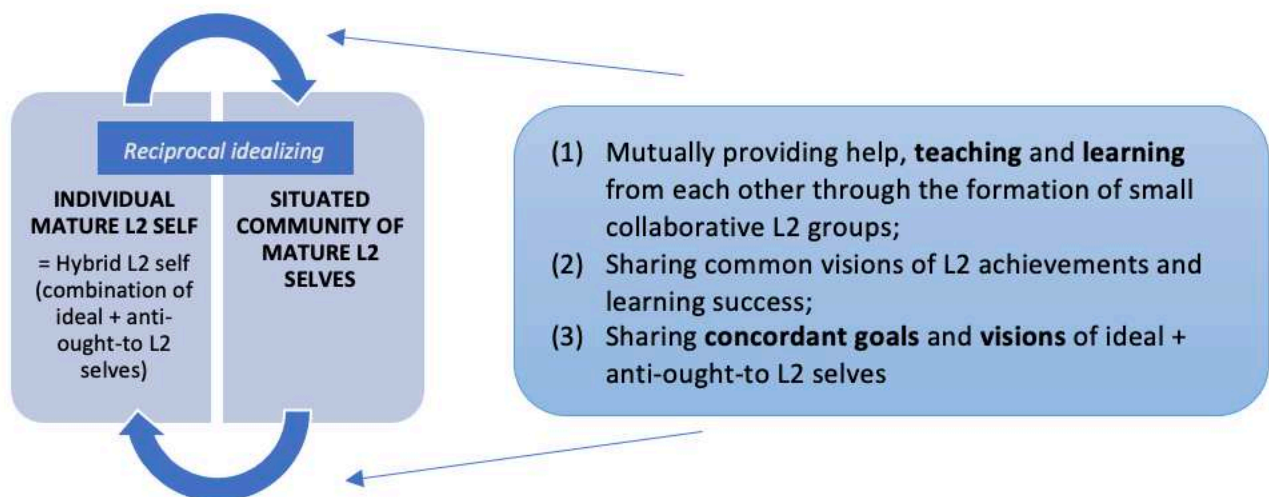 Reciprocal idealizing
INDIVIDUAL
MATURE L2 SELF
= Hybrid L2 self
(combination of
ideal + anti-
ought-to L2
selves)
SITUATED
COMMUNITY OF
MATURE L2
SELVES
(1) Mutually providing help, teaching and learning
from each other through the formation of small
collaborative L2 groups;
(2) Sharing common visions of L2 achievements and
learning success;
(3) Sharing concordant goals and visions of ideal +
anti-ought-to L2 selves